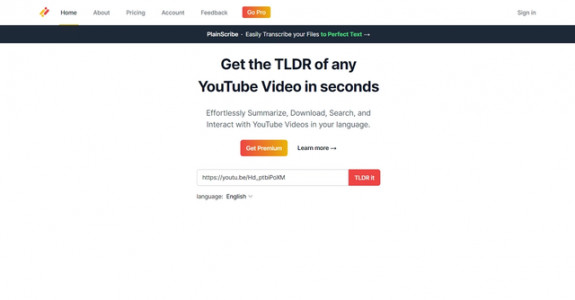 Home About Pricing Account Feedback Go Pro Sign in
PlainScribe - Easily Transcribe your Files to Perfect Text →
Get the TLDR of any
YouTube Video in seconds
Effortlessly Summarize, Download, Search, and
Interact with YouTube Videos in your language.
Get Premium Learn more →
https://youtu.be/Hd_ptbiPoXM TLDR It
language: English